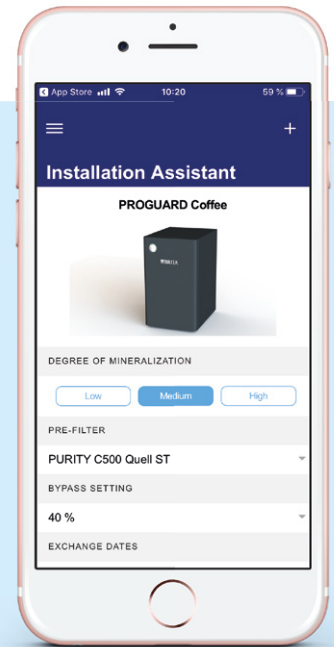 App Store 10:20 59 %
Installation Assistant
PROGUARD Coffee
BRITA
DEGREE OF MINERALIZATION
Low Medium High
PRE-FILTER
PURITY C500 Quell ST
BYPASS SETTING
40 %
EXCHANGE DATES